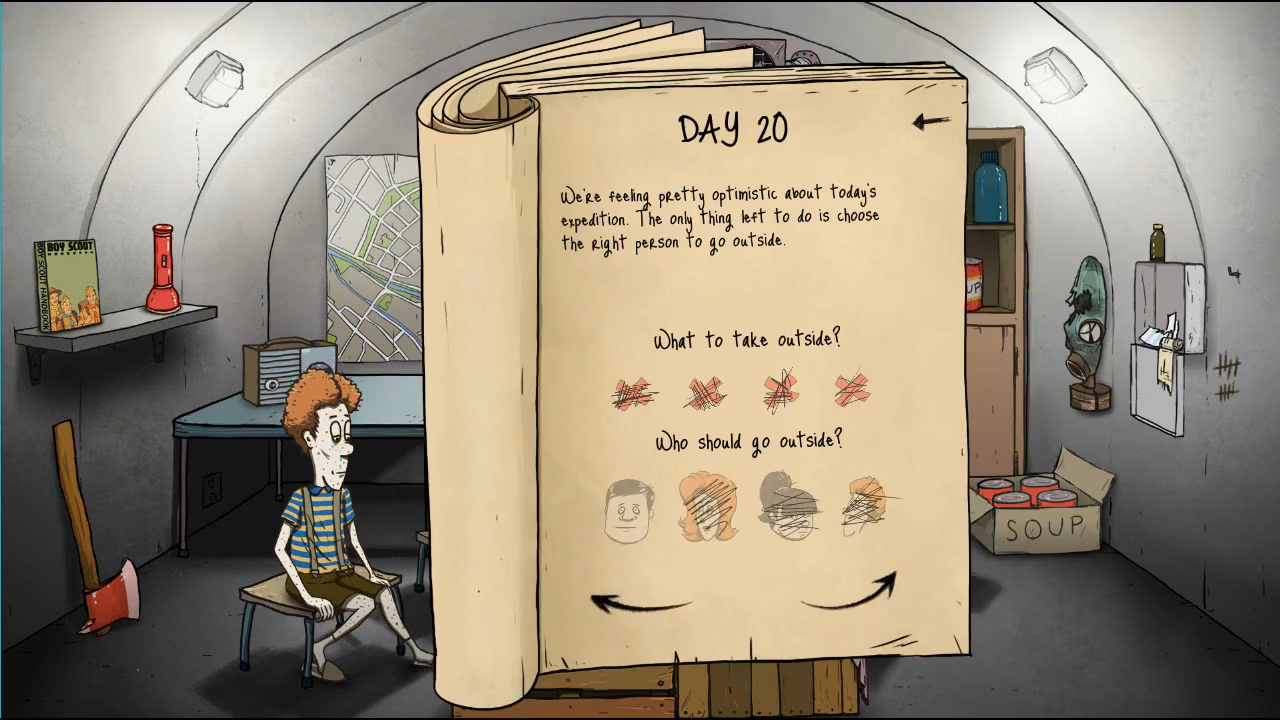 DAY 20
We're feeling pretty optimistic about today's
expedition. The only thing left to do is choose
the right person to go outside.
What to take outside?
Who should go outside?
BOY SCOUT
BOY SCOUT HANDBOOK
UP
SOUP